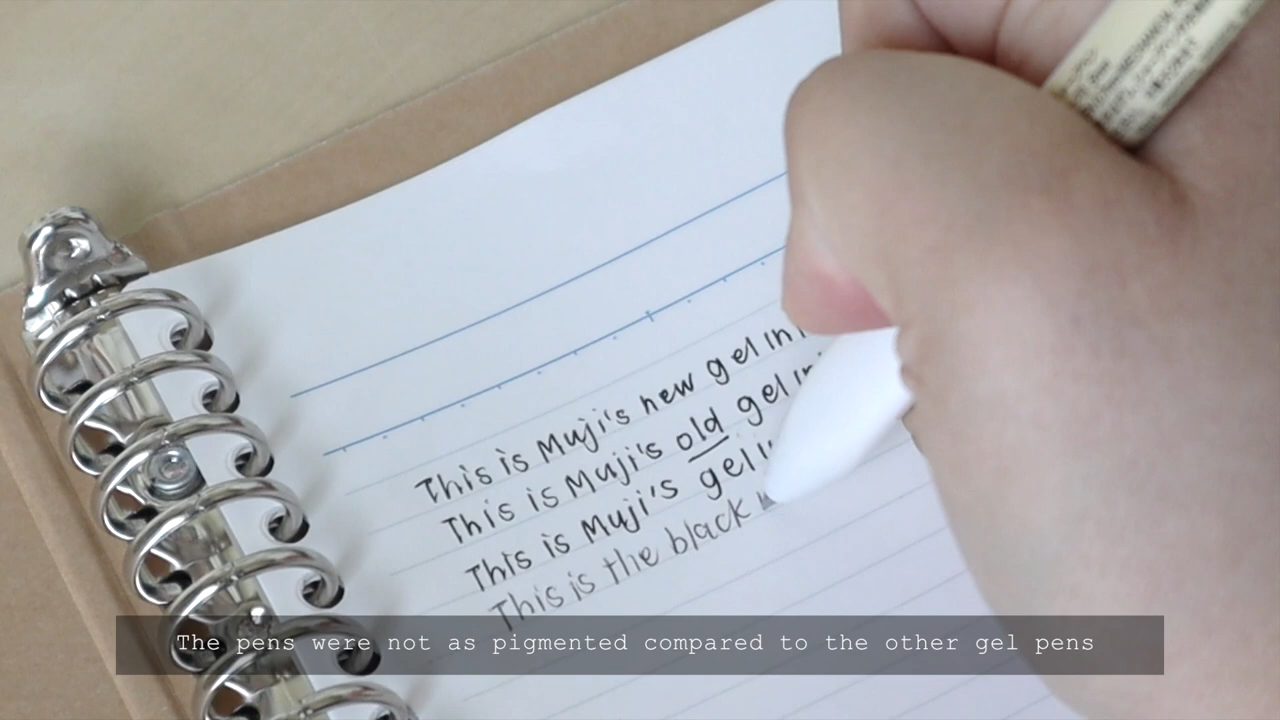 This is Muji's new gel in
This is Muji's old gel
This is Muji's gel
This is the black
The pens were not as pigmented compared to the other gel pens